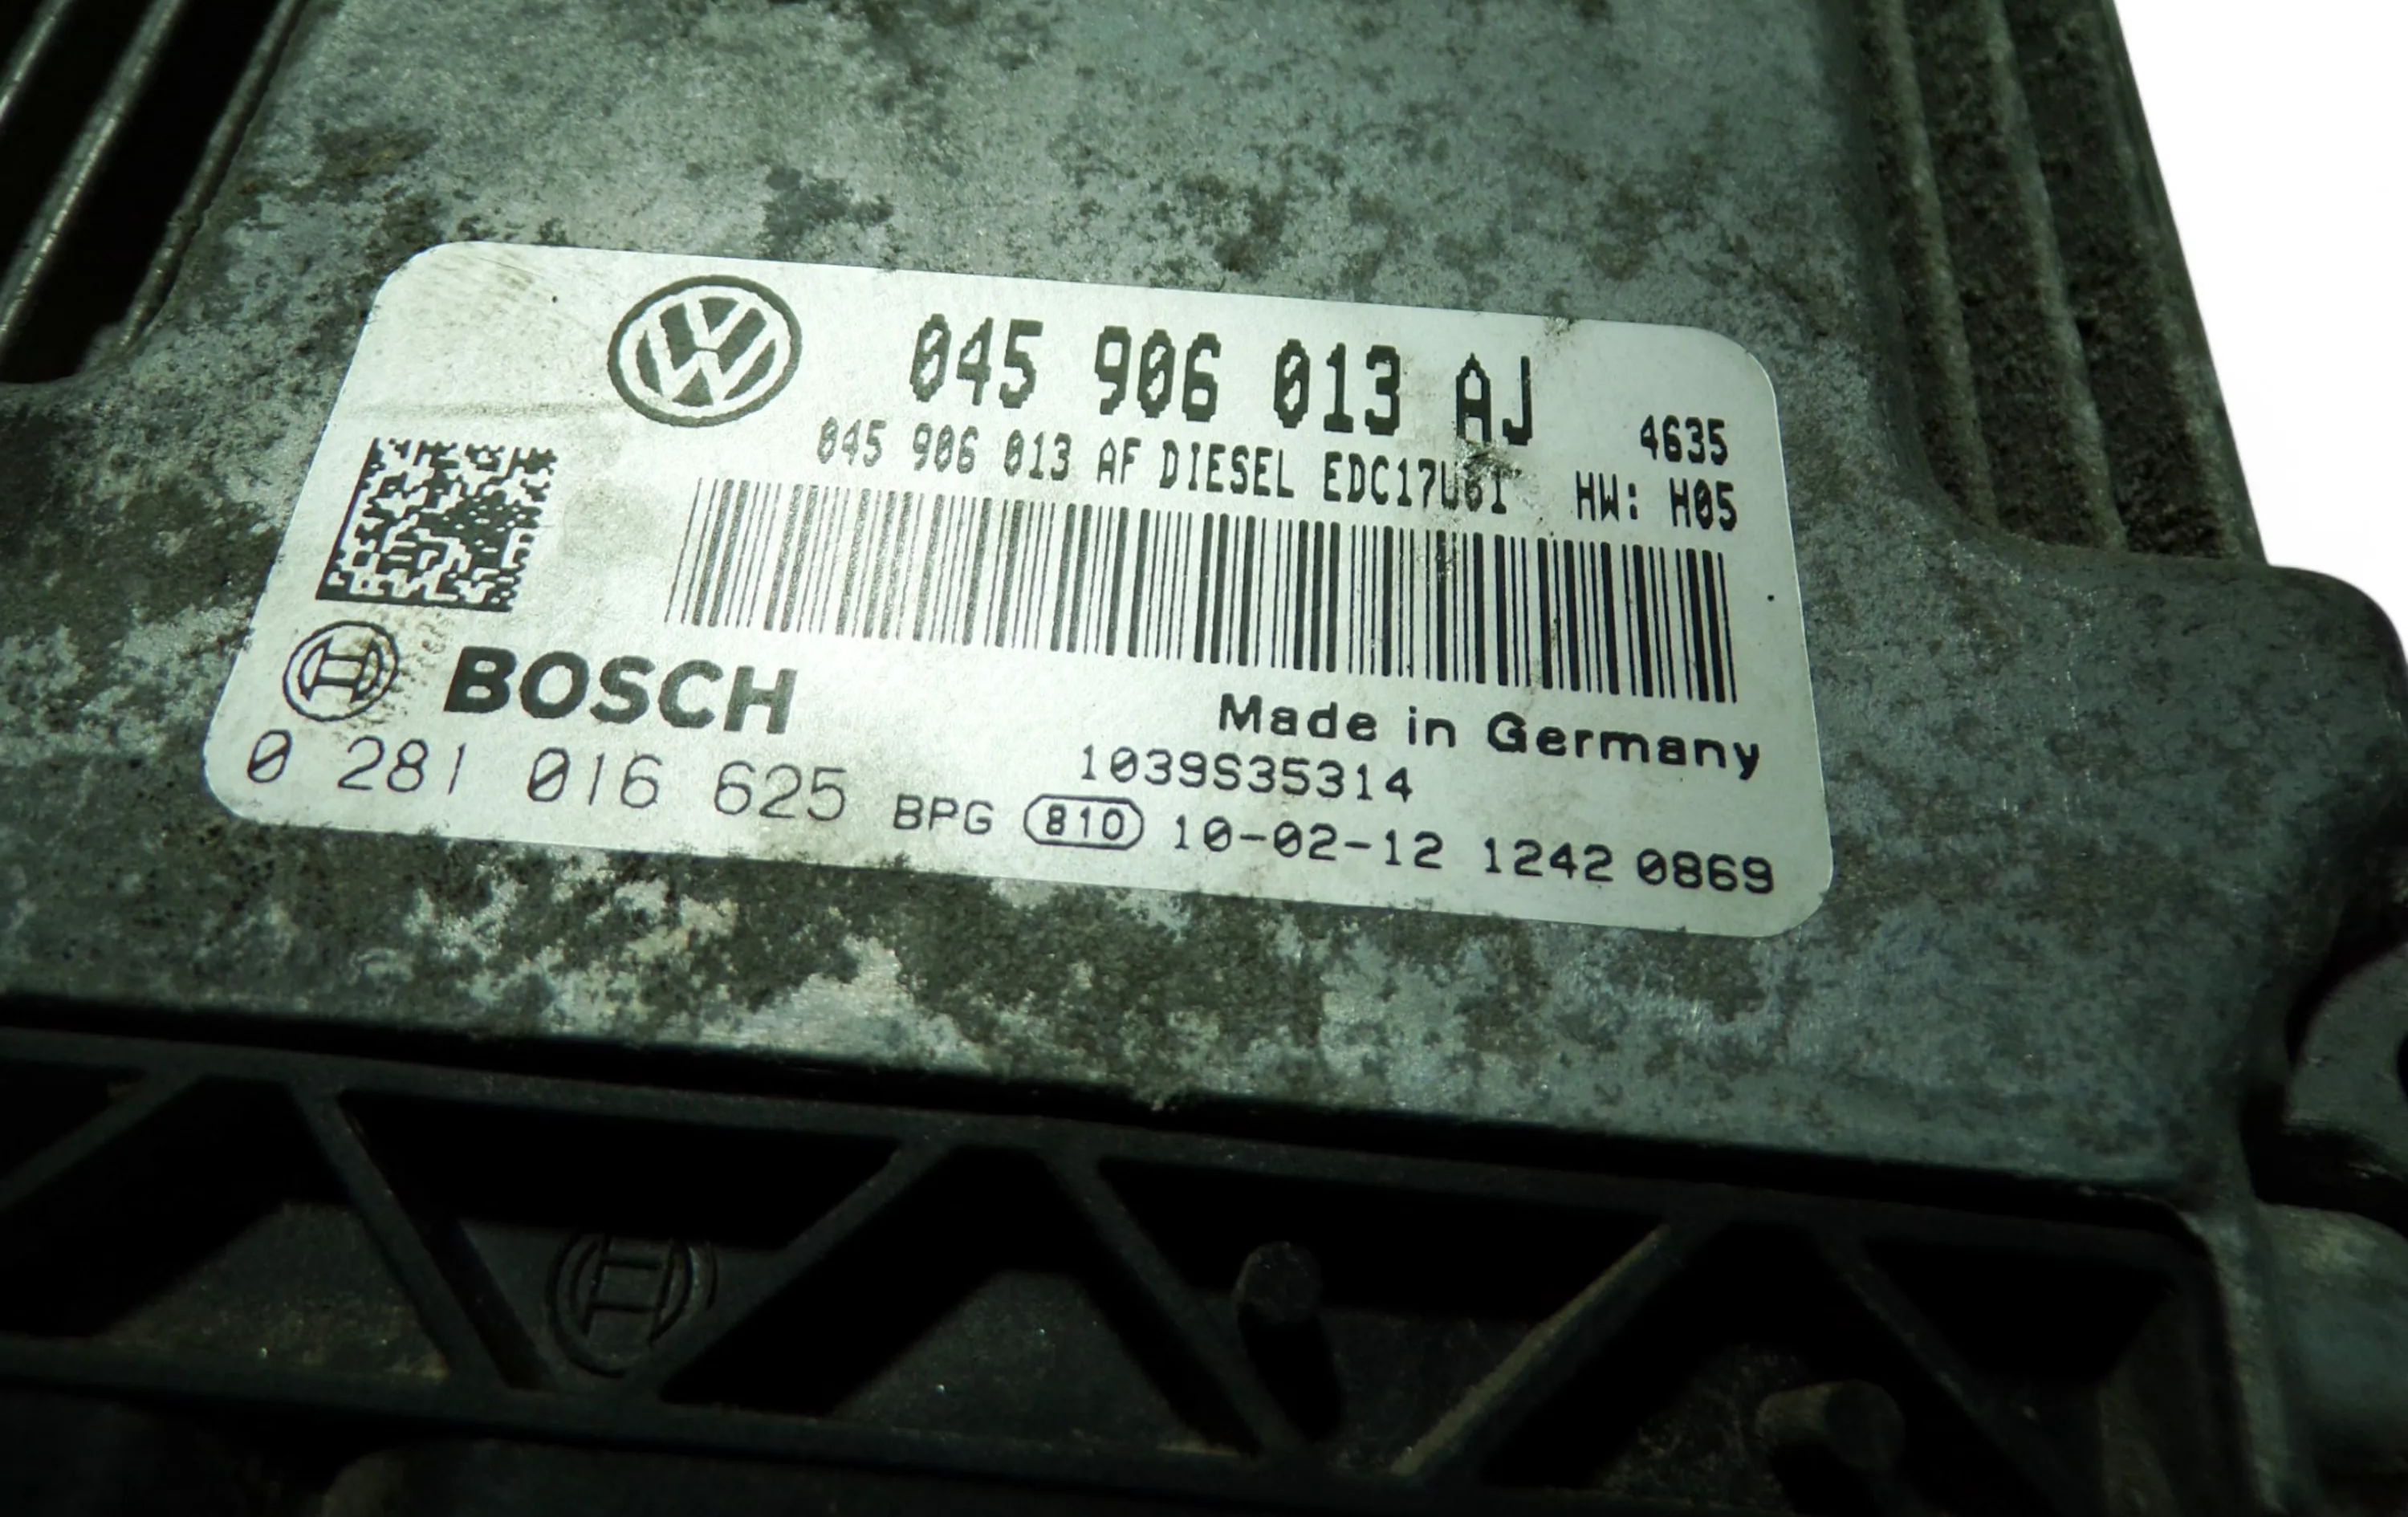 045 906 013 AJ 4635
045 906 013 AF DIESEL EDC17U61 HW: H05
BOSCH
Made in Germany
1039S35314
0 281 016 625 BPG 810 10-02-12 1242 0869